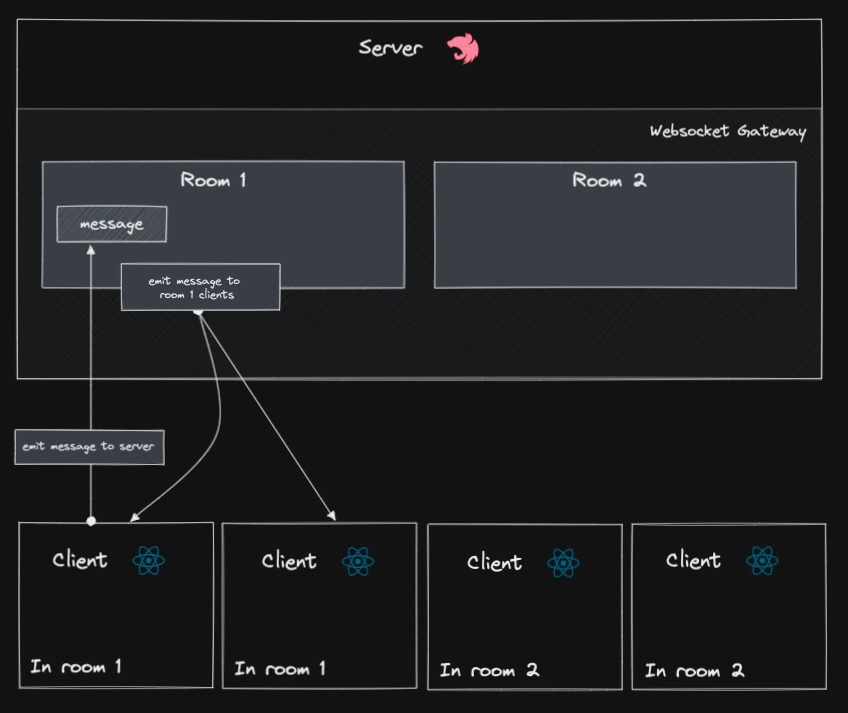 Server
Websocket Gateway
Room 1
Room 2
message
emit message to
room 1 clients
emit message to server
Client
Client
Client
Client
In room 1
In room 1
In room 2
In room 2